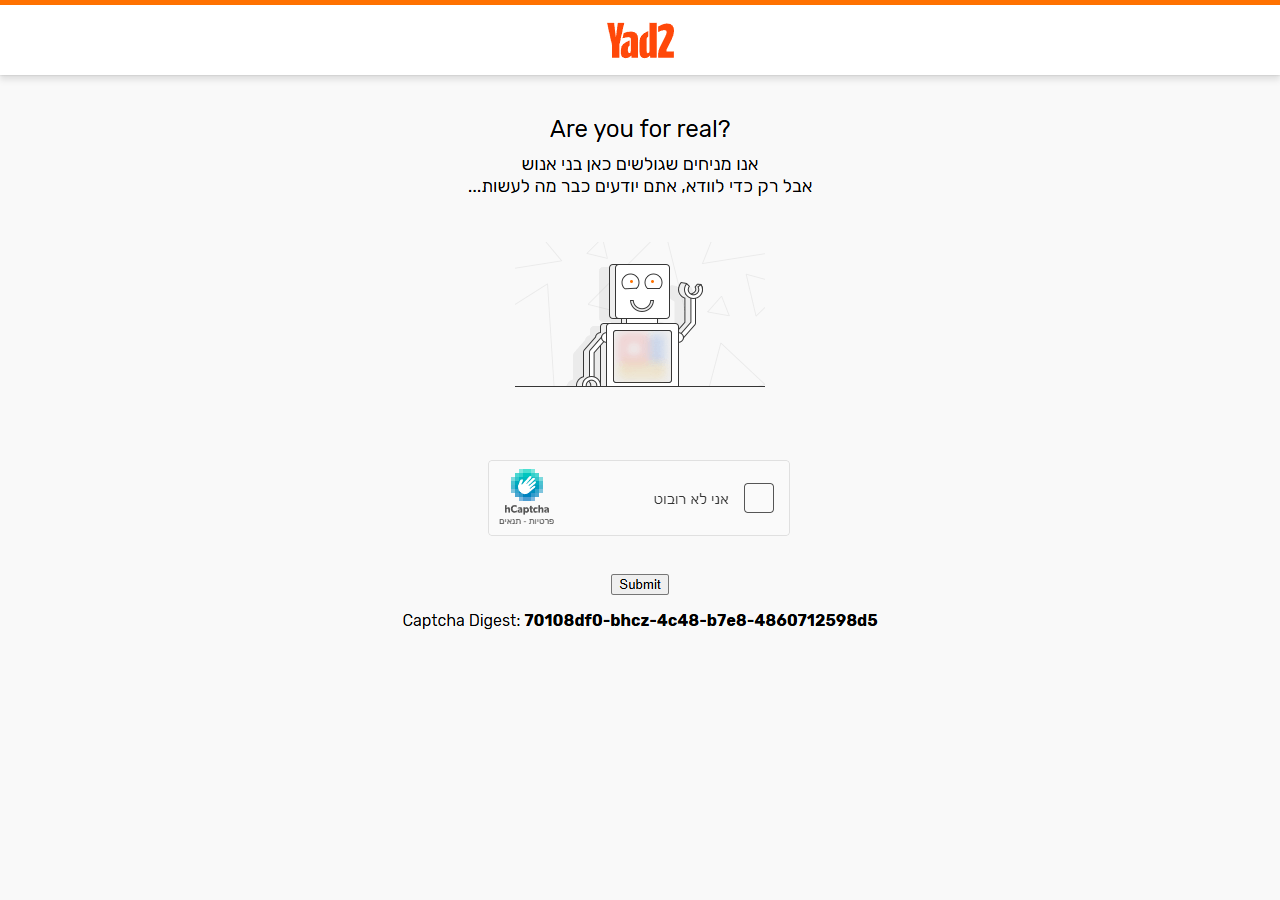 Yad2
Are you for real?
אנו מניחים שגולשים כאן בני אנוש
אבל רק כדי לוודא, אתם יודעים כבר מה לעשות...
אני לא רובוט
hCaptcha
פרטיות - תנאים
Submit
Captcha Digest: 70108df0-bhcz-4c48-b7e8-4860712598d5